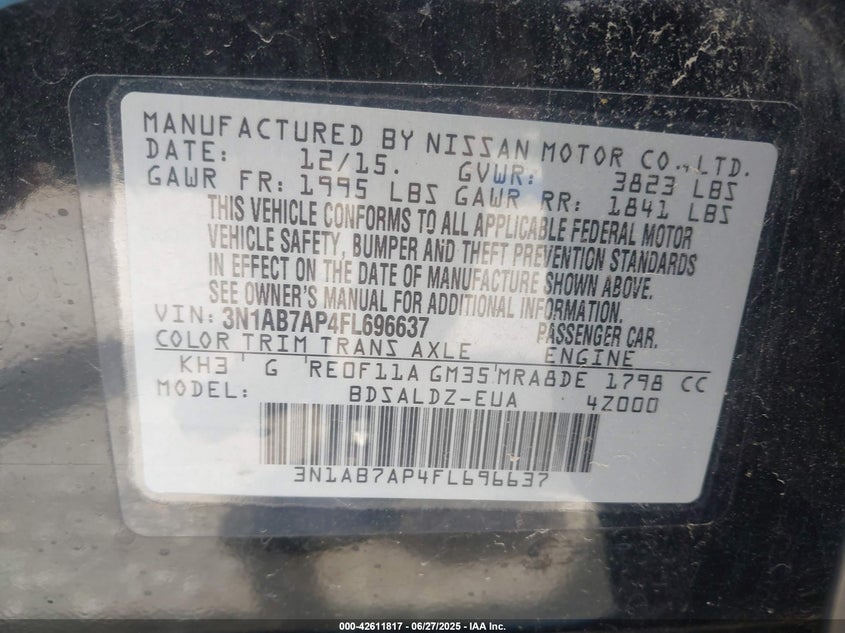 MANUFACTURED BY NISSAN MOTOR CO., LTD.
DATE: 12/15. GVWR: 3823 LBS
GAWR FR: 1995 LBS GAWR RR: 1841 LBS
THIS VEHICLE CONFORMS TO ALL APPLICABLE FEDERAL MOTOR
VEHICLE SAFETY, BUMPER AND THEFT PREVENTION STANDARDS
IN EFFECT ON THE DATE OF MANUFACTURE SHOWN ABOVE.
SEE OWNER'S MANUAL FOR ADDITIONAL INFORMATION.
VIN: 3N1AB7AP4FL696637 PASSENGER CAR.
COLOR TRIM TRANS AXLE ENGINE
KH3 ' G 'RE0F11A GM35'MRA8DE 1798 CC
MODEL: BDSALDZ-EUA 4Z000
3N1AB7AP4FL696637
000-42611817 - 06/27/2025 - IAA Inc.